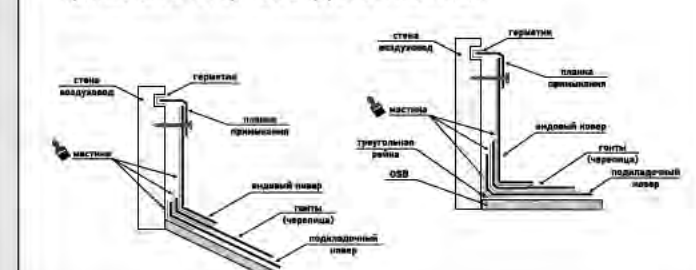 стена
воздуховод
герметик
планка
примыкания
мастика
ендовый ковер
гонты
(черепица)
подкладочный
ковер
стена
воздуховод
герметик
планка
примыкания
мастика
ендовый ковер
треугольная
рейка
гонты
(черепица)
OSB
подкладочный
ковер